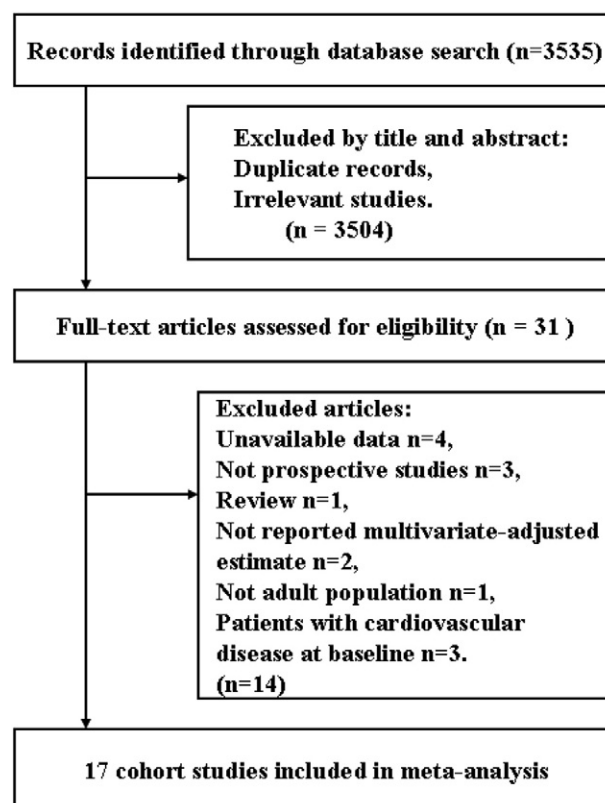 Records identified through database search (n=3535)
Excluded by title and abstract:
Duplicate records,
Irrelevant studies.
(n = 3504)
Full-text articles assessed for eligibility (n = 31 )
Excluded articles:
Unavailable data n=4,
Not prospective studies n=3,
Review n=1,
Not reported multivariate-adjusted
estimate n=2,
Not adult population n=1,
Patients with cardiovascular
disease at baseline n=3.
(n=14)
17 cohort studies included in meta-analysis